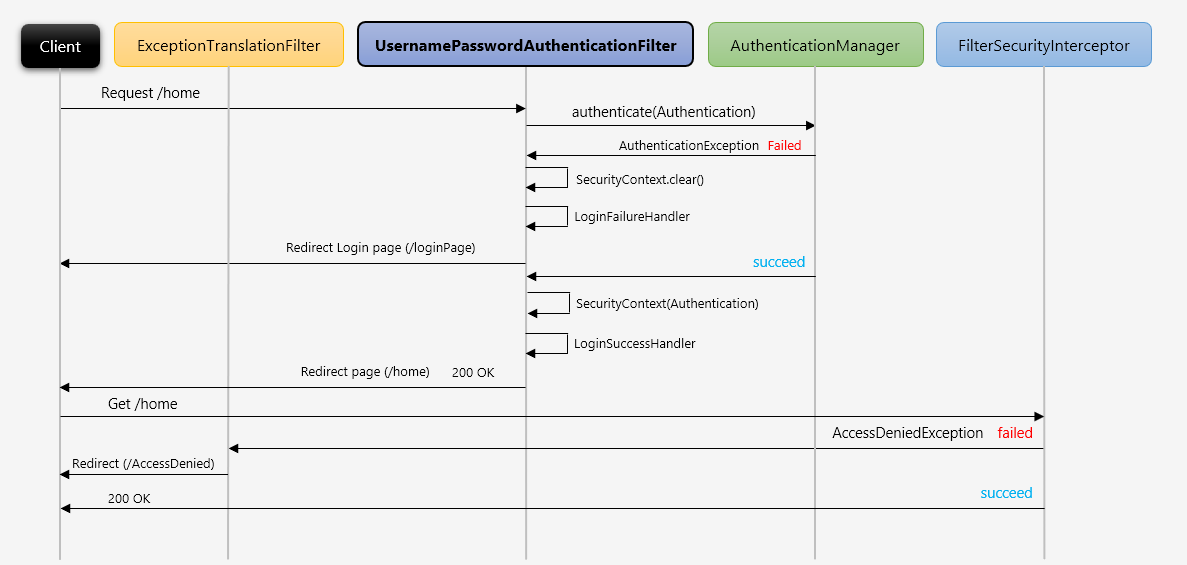 Client
ExceptionTranslationFilter
UsernamePasswordAuthenticationFilter
AuthenticationManager
FilterSecurityInterceptor
Request /home
authenticate(Authentication)
AuthenticationException Failed
SecurityContext.clear()
LoginFailureHandler
Redirect Login page (/loginPage)
succeed
SecurityContext(Authentication)
LoginSuccessHandler
Redirect page (/home) 200 OK
Get /home
AccessDeniedException failed
Redirect (/AccessDenied)
succeed
200 OK